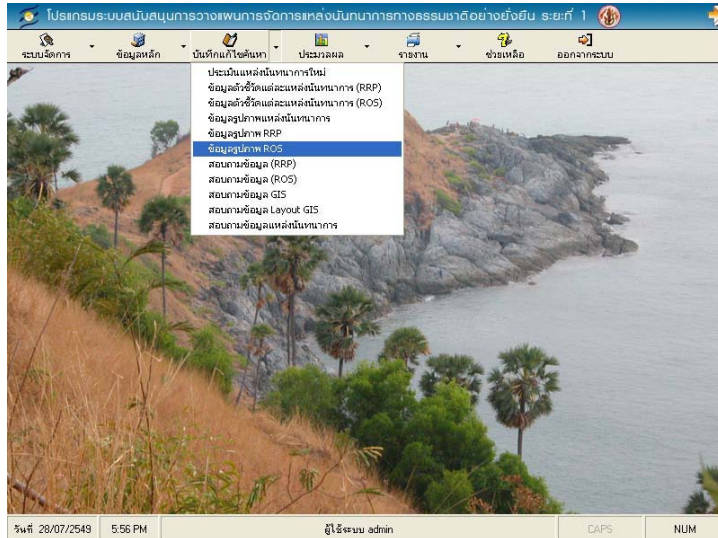 โปรแกรมระบบสนับสนุนการวางแผนการจัดการแหล่งนันทนาการทางธรรมชาติอย่างยั่งยืน ระยะที่ 1
ระบบจัดการ ข้อมูลหลัก บันทึกแก้ไขค้นหา ประมวลผล รายงาน ช่วยเหลือ ออกจากระบบ
ประเมินแหล่งนันทนาการใหม่
ข้อมูลตัวชี้วัดแต่ละแหล่งนันทนาการ (RRP)
ข้อมูลตัวชี้วัดแต่ละแหล่งนันทนาการ (ROS)
ข้อมูลรูปภาพแหล่งนันทนาการ
ข้อมูลรูปภาพ RRP
ข้อมูลรูปภาพ ROS
สอบถามข้อมูล (RRP)
สอบถามข้อมูล (ROS)
สอบถามข้อมูล GIS
สอบถามข้อมูล Layout GIS
สอบถามข้อมูลแหล่งนันทนาการ
วันที่ 28/07/2549 5:56 PM ผู้ใช้ระบบ admin CAPS NUM